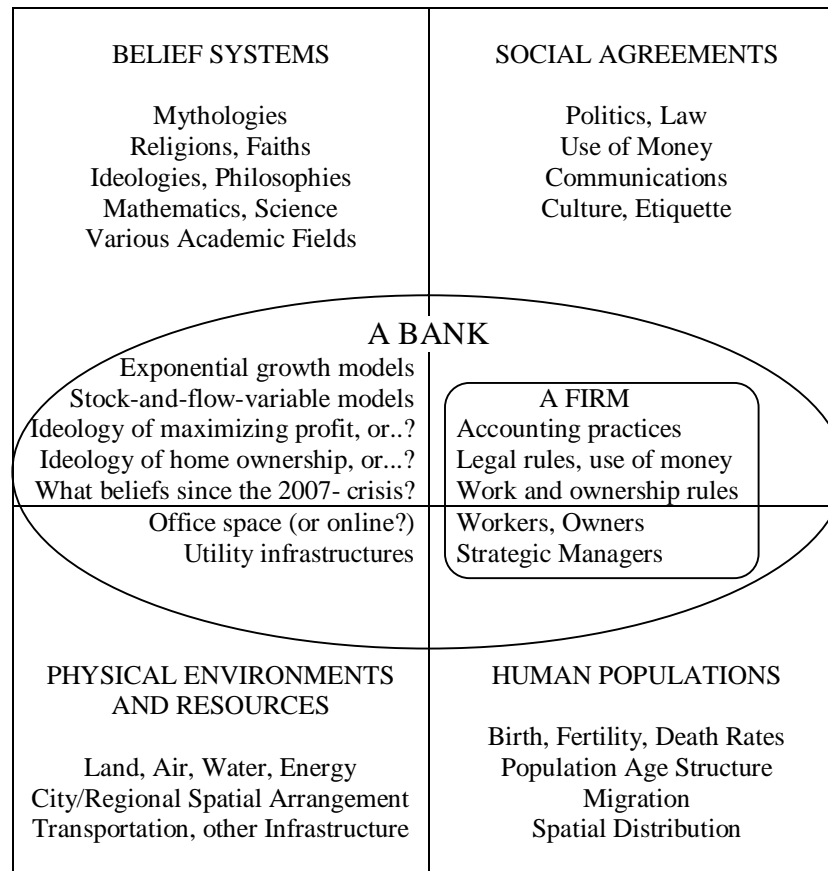 BELIEF SYSTEMS
Mythologies
Religions, Faiths
Ideologies, Philosophies
Mathematics, Science
Various Academic Fields
SOCIAL AGREEMENTS
Politics, Law
Use of Money
Communications
Culture, Etiquette
A BANK
Exponential growth models
Stock-and-flow-variable models
Ideology of maximizing profit, or..?
Ideology of home ownership, or...?
What beliefs since the 2007- crisis?
Office space (or online?)
Utility infrastructures
A FIRM
Accounting practices
Legal rules, use of money
Work and ownership rules
Workers, Owners
Strategic Managers
PHYSICAL ENVIRONMENTS
AND RESOURCES
Land, Air, Water, Energy
City/Regional Spatial Arrangement
Transportation, other Infrastructure
HUMAN POPULATIONS
Birth, Fertility, Death Rates
Population Age Structure
Migration
Spatial Distribution